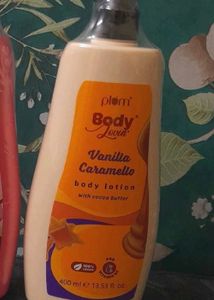 plum
Body
Lovin'
Vanilla
Caramello
body lotion
with cocoa butter
400 ml ℮ 13.53 fl. oz.